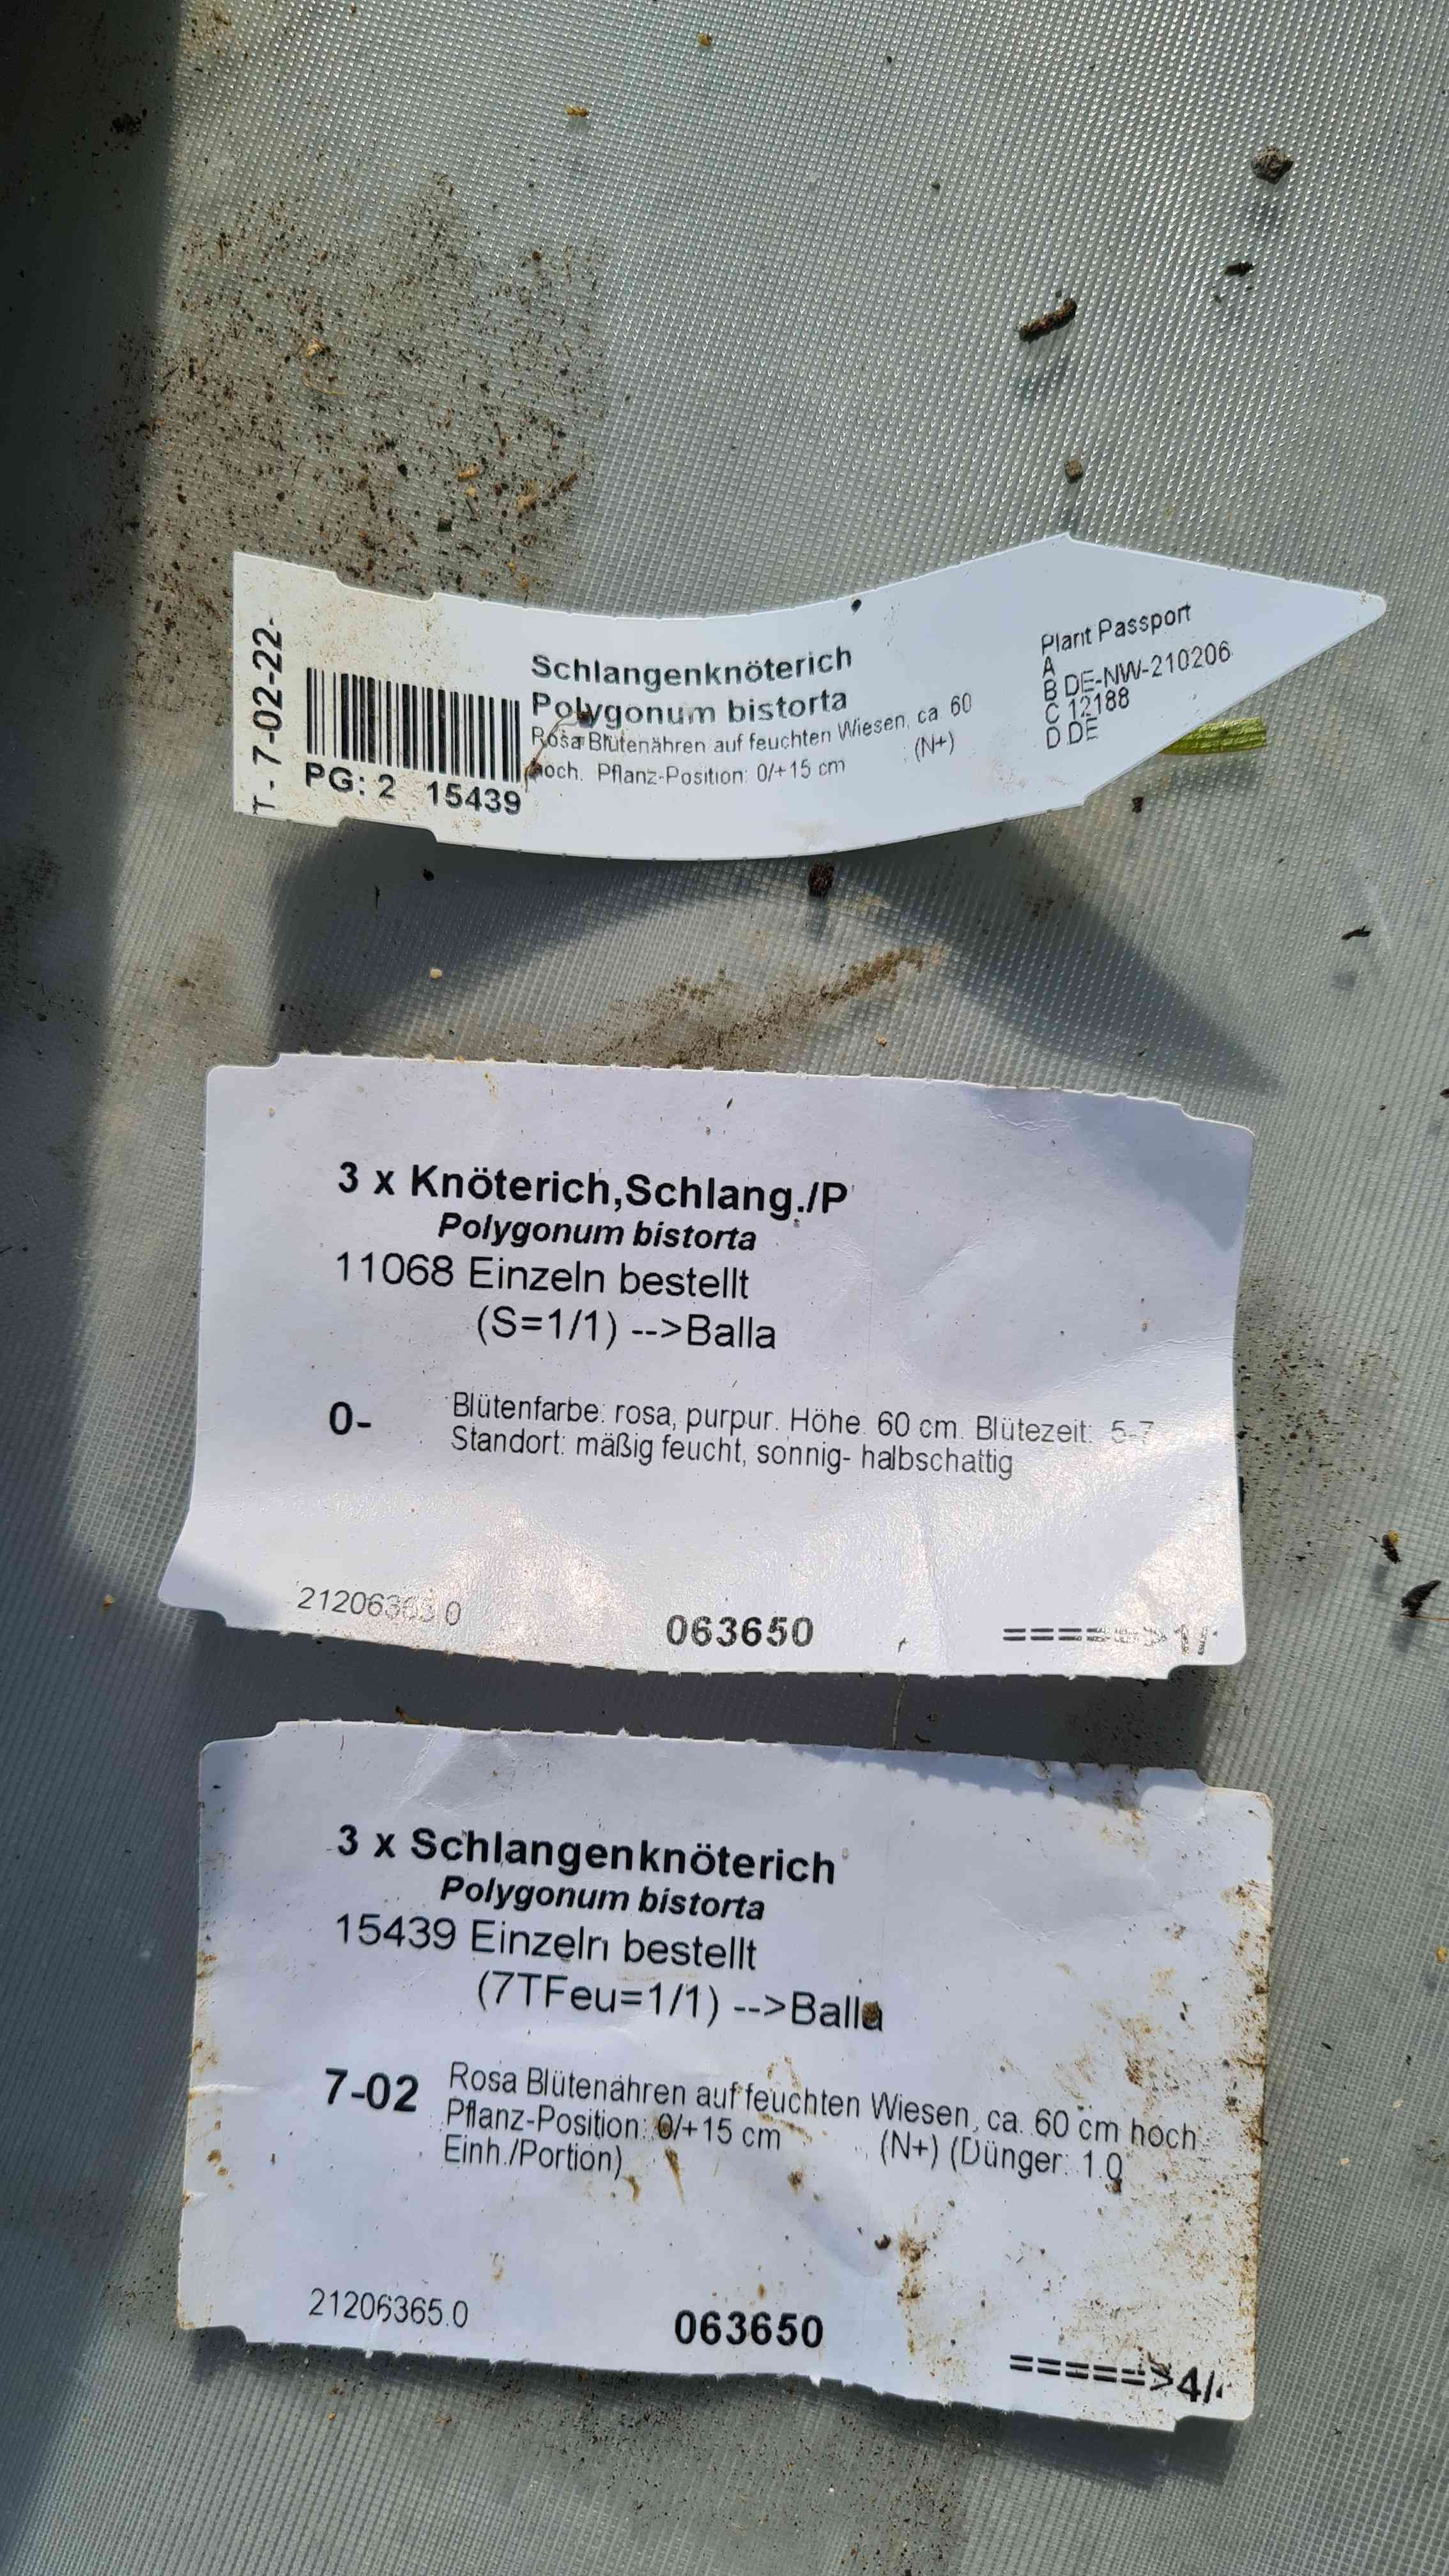 T. 7-02-22-
PG: 2 15439
Schlangenknöterich
Polygonum bistorta
Rosa Blütenähren auf feuchten Wiesen, ca. 60
hoch. Pflanz-Position: 0/+15 cm (N+)
Plant Passport
A
B DE-NW-210206
C 12188
D DE
3 x Knöterich,Schlang./P
Polygonum bistorta
11068 Einzeln bestellt
(S=1/1) -->Balla
0-
Blütenfarbe: rosa, purpur. Höhe. 60 cm. Blütezeit: 5-7
Standort: mäßig feucht, sonnig- halbschattig
063650
3 x Schlangenknöterich
Polygonum bistorta
15439 Einzeln bestellt
(7TFeu=1/1) -->Balla
7-02
Rosa Blütenähren auf feuchten Wiesen, ca. 60 cm hoch.
Pflanz-Position: 0/+15 cm (N+) (Dünger: 1.0
Einh./Portion)
21206365.0
063650
=====>4/